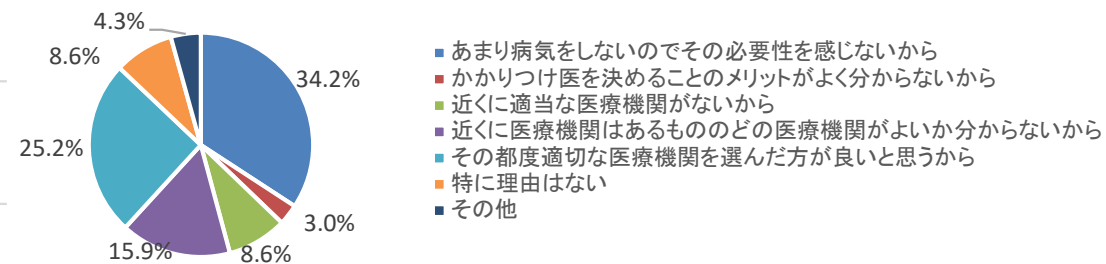 4.3%
8.6%
34.2%
25.2%
3.0%
15.9%
8.6%
あまり病気をしないのでその必要性を感じないから
かかりつけ医を決めることのメリットがよく分からないから
近くに適当な医療機関がないから
近くに医療機関はあるもののどの医療機関がよいか分からないから
その都度適切な医療機関を選んだ方が良いと思うから
特に理由はない
その他